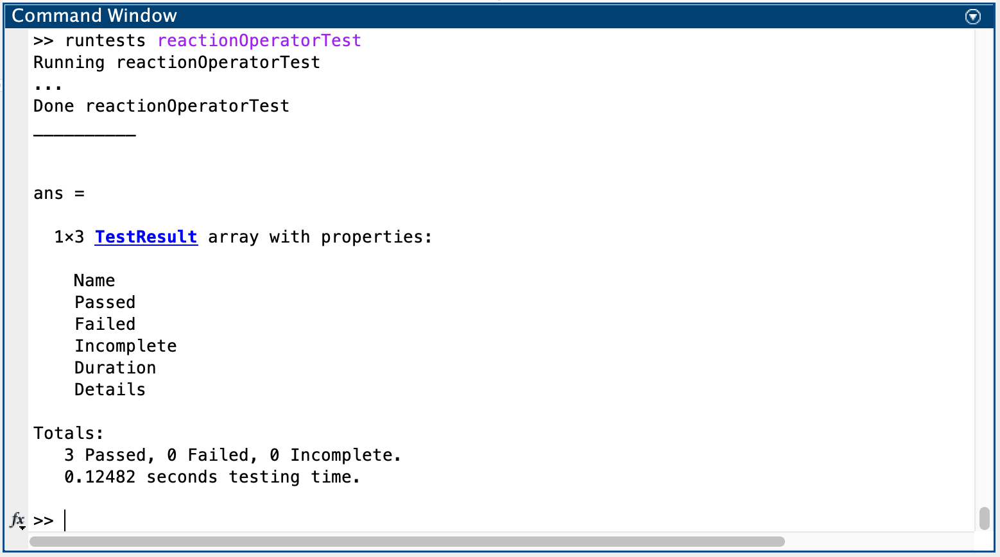 Command Window
>> runtests reactionOperatorTest
Running reactionOperatorTest
...
Done reactionOperatorTest
__________
ans =
1×3 TestResult array with properties:
Name
Passed
Failed
Incomplete
Duration
Details
Totals:
3 Passed, 0 Failed, 0 Incomplete.
0.12482 seconds testing time.
fx >>